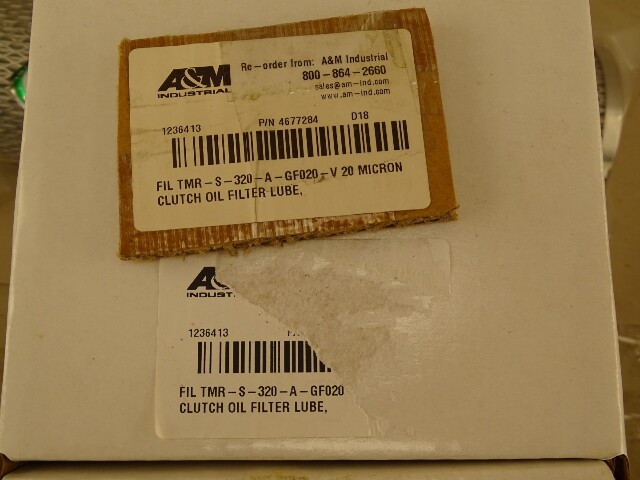 A&M
INDUSTRIAL
Re-order from: A&M Industrial
800-864-2660
sales@am-ind.com
www.am-ind.com
1236413 P/N 4677284 D18
FIL TMR-S-320-A-GF020-V 20 MICRON
CLUTCH OIL FILTER LUBE,
INDUST
1236413
FIL TMR-S-320-A-GF020
CLUTCH OIL FILTER LUBE,